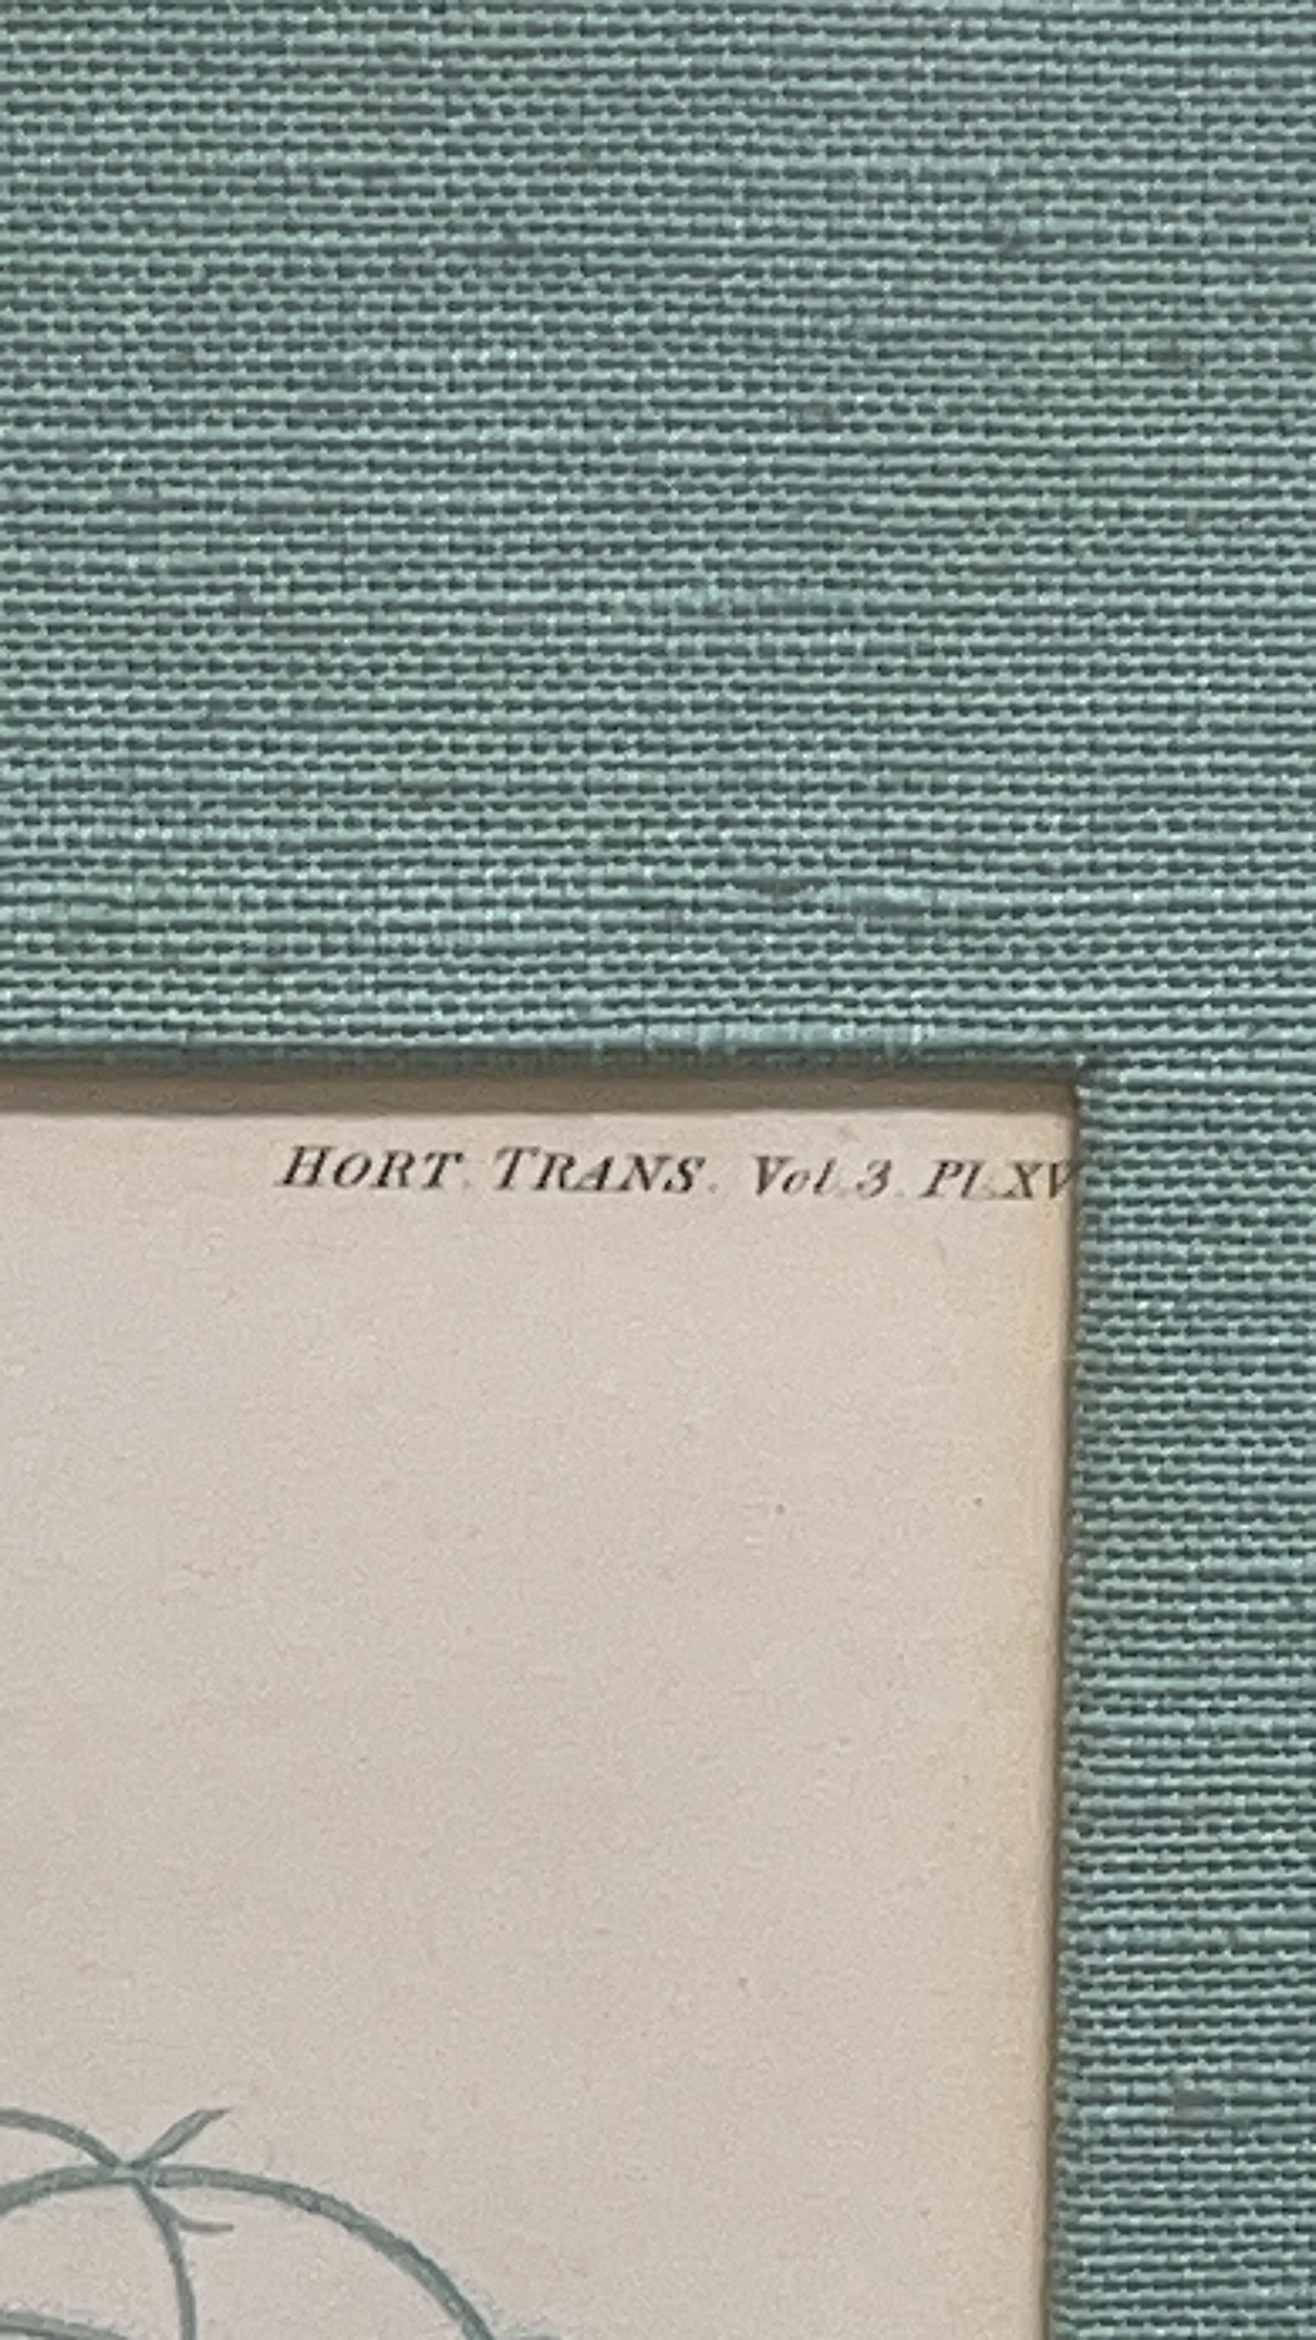 HORT. TRANS. Vol. 3. Pl. XV